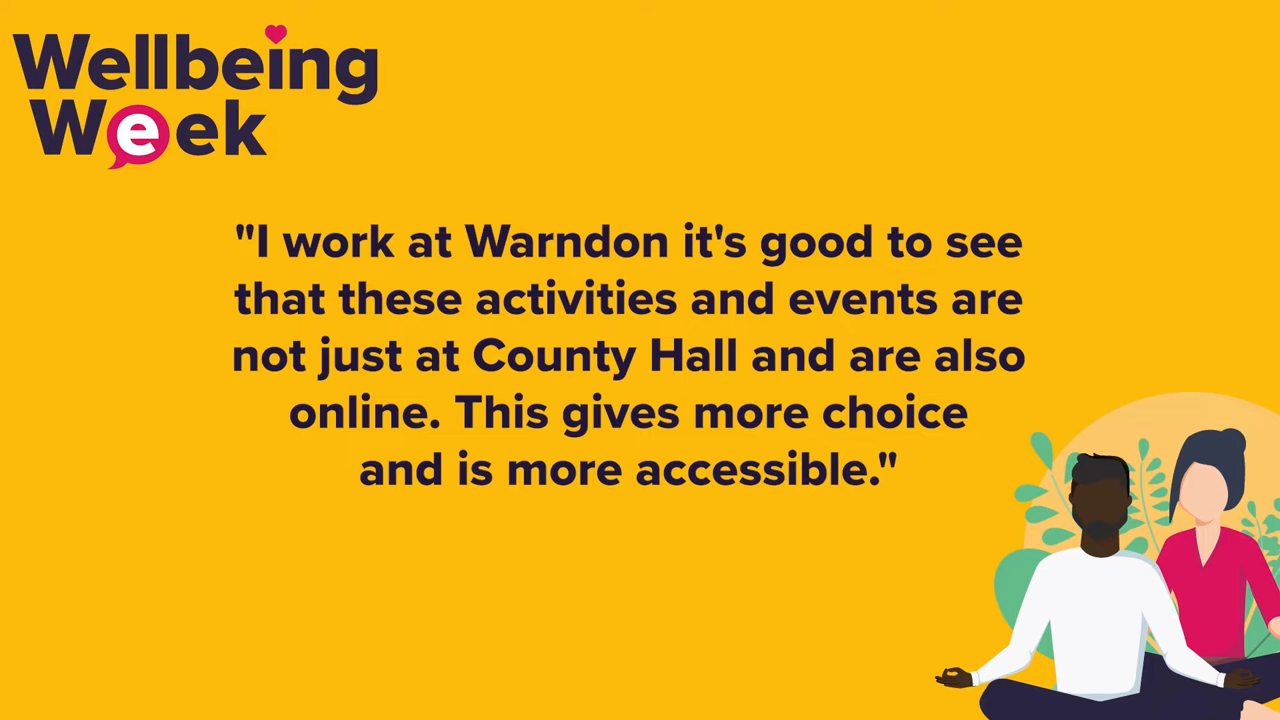 Wellbeing
Week
"I work at Warndon it's good to see
that these activities and events are
not just at County Hall and are also
online. This gives more choice
and is more accessible."